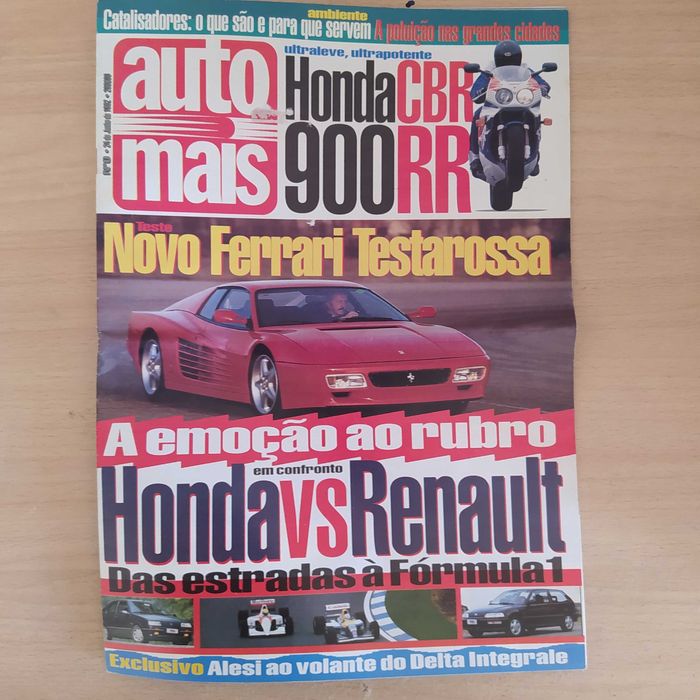 ambiente
Catalisadores: o que são e para que servem A poluição nas grandes cidades
auto
mais
ultraleve, ultrapotente
Honda CBR
900 RR
Teste
Novo Ferrari Testarossa
A emoção ao rubro
em confronto
Honda vs Renault
Das estradas à Fórmula 1
Exclusivo Alesi ao volante do Delta Integrale